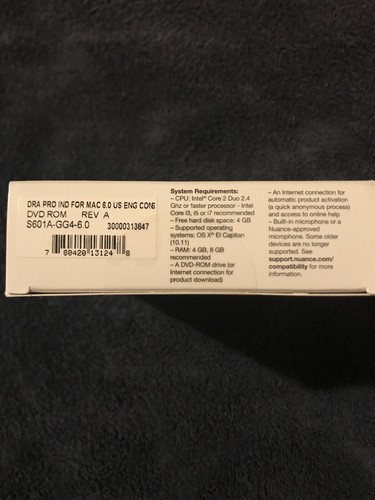 DRA PRO IND FOR MAC 6.0 US ENG CONS
DVD ROM REV A
S601A-GG4-6.0 30000313647
7 80420 13124 8
System Requirements:
– CPU: Intel® Core 2 Duo 2.4
Ghz or faster processor - Intel
Core i3, i5 or i7 recommended
– Free hard disk space: 4 GB
– Supported operating
systems: OS X® El Capitan
(10.11)
– RAM: 4 GB, 8 GB
recommended
– A DVD-ROM drive (or
Internet connection for
product download)
– An Internet connection for
automatic product activation
(a quick anonymous process)
and access to online help
– Built-in microphone or a
Nuance-approved
microphone. Some older
devices are no longer
supported. See
support.nuance.com/
compatibility for more
information.